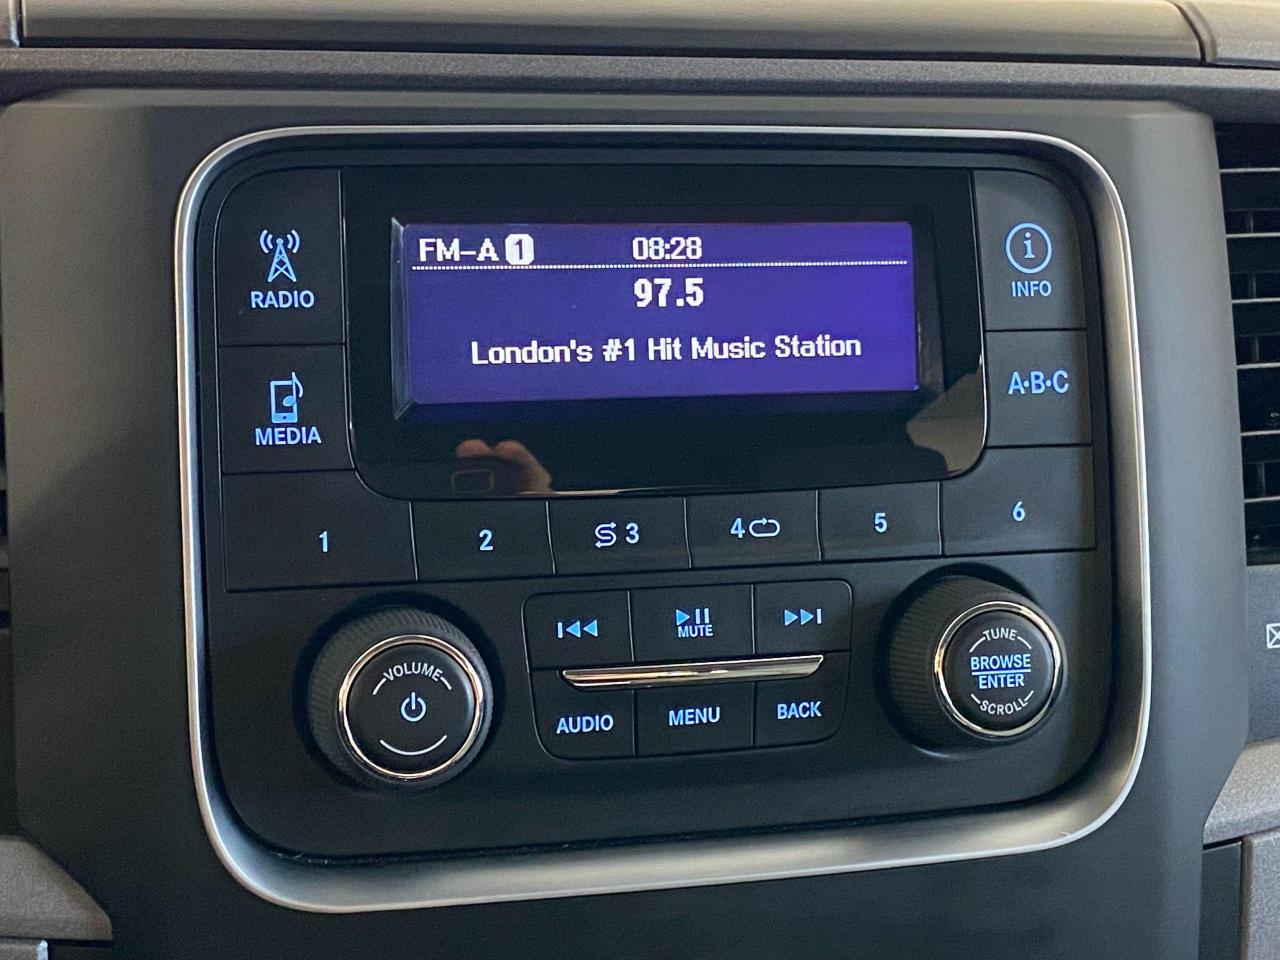 FM-A 1 08:28
97.5
London's #1 Hit Music Station
RADIO
MEDIA
INFO
A·B·C
1 2 3 4 5 6
VOLUME
MUTE
AUDIO MENU BACK
TUNE
BROWSE
ENTER
SCROLL